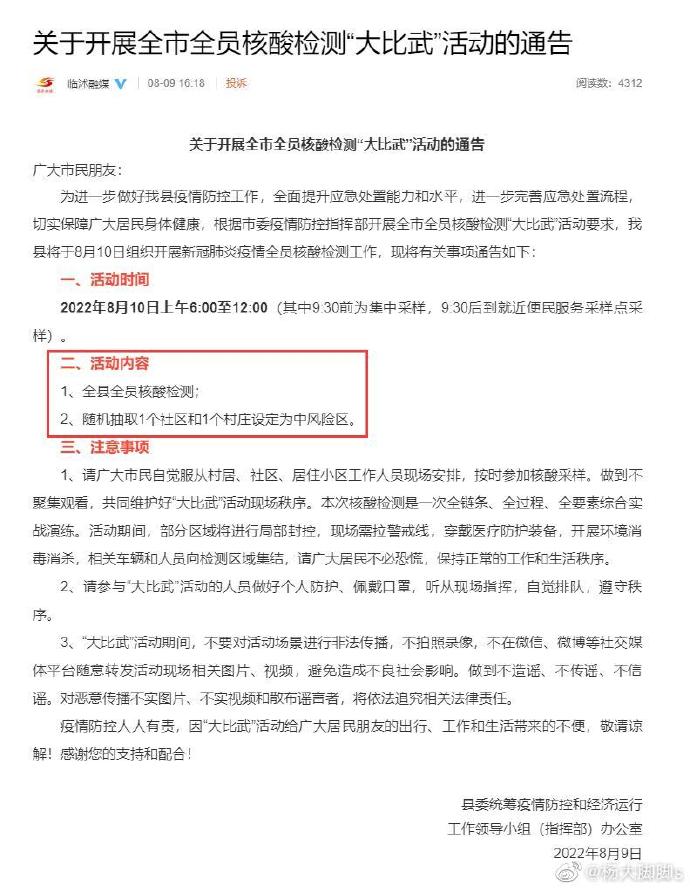 关于开展全市全员核酸检测“大比武”活动的通告
临沭融媒 08-09 16:18 投诉 阅读数：4312
关于开展全市全员核酸检测“大比武”活动的通告
广大市民朋友：
为进一步做好我县疫情防控工作，全面提升应急处置能力和水平，进一步完善应急处置流程，
切实保障广大居民身体健康，根据市委疫情防控指挥部开展全市全员核酸检测“大比武”活动要求，我
县将于8月10日组织开展新冠肺炎疫情全员核酸检测工作，现将有关事项通告如下：
一、活动时间
2022年8月10日上午6:00至12:00（其中9:30前为集中采样，9:30后到就近便民服务采样点采
样）。
二、活动内容
1、全县全员核酸检测；
2、随机抽取1个社区和1个村庄设定为中风险区。
三、注意事项
1、请广大市民自觉服从村居、社区、居住小区工作人员现场安排，按时参加核酸采样。做到不
聚集观看，共同维护好“大比武”活动现场秩序。本次核酸检测是一次全链条、全过程、全要素综合实
战演练。活动期间，部分区域将进行局部封控，现场需拉警戒线，穿戴医疗防护装备，开展环境消
毒消杀，相关车辆和人员向检测区域集结，请广大居民不必恐慌，保持正常的工作和生活秩序。
2、请参与“大比武”活动的人员做好个人防护、佩戴口罩，听从现场指挥，自觉排队，遵守秩
序。
3、“大比武”活动期间，不要对活动场景进行非法传播，不拍照录像，不在微信、微博等社交媒
体平台随意转发活动现场相关图片、视频，避免造成不良社会影响。做到不造谣、不传谣、不信
谣。对恶意传播不实图片、不实视频和散布谣言者，将依法追究相关法律责任。
疫情防控人人有责，因“大比武”活动给广大居民朋友的出行、工作和生活带来的不便，敬请谅
解！感谢您的支持和配合！
县委统筹疫情防控和经济运行
工作领导小组（指挥部）办公室
2022年8月9日
@杨大脚脚s